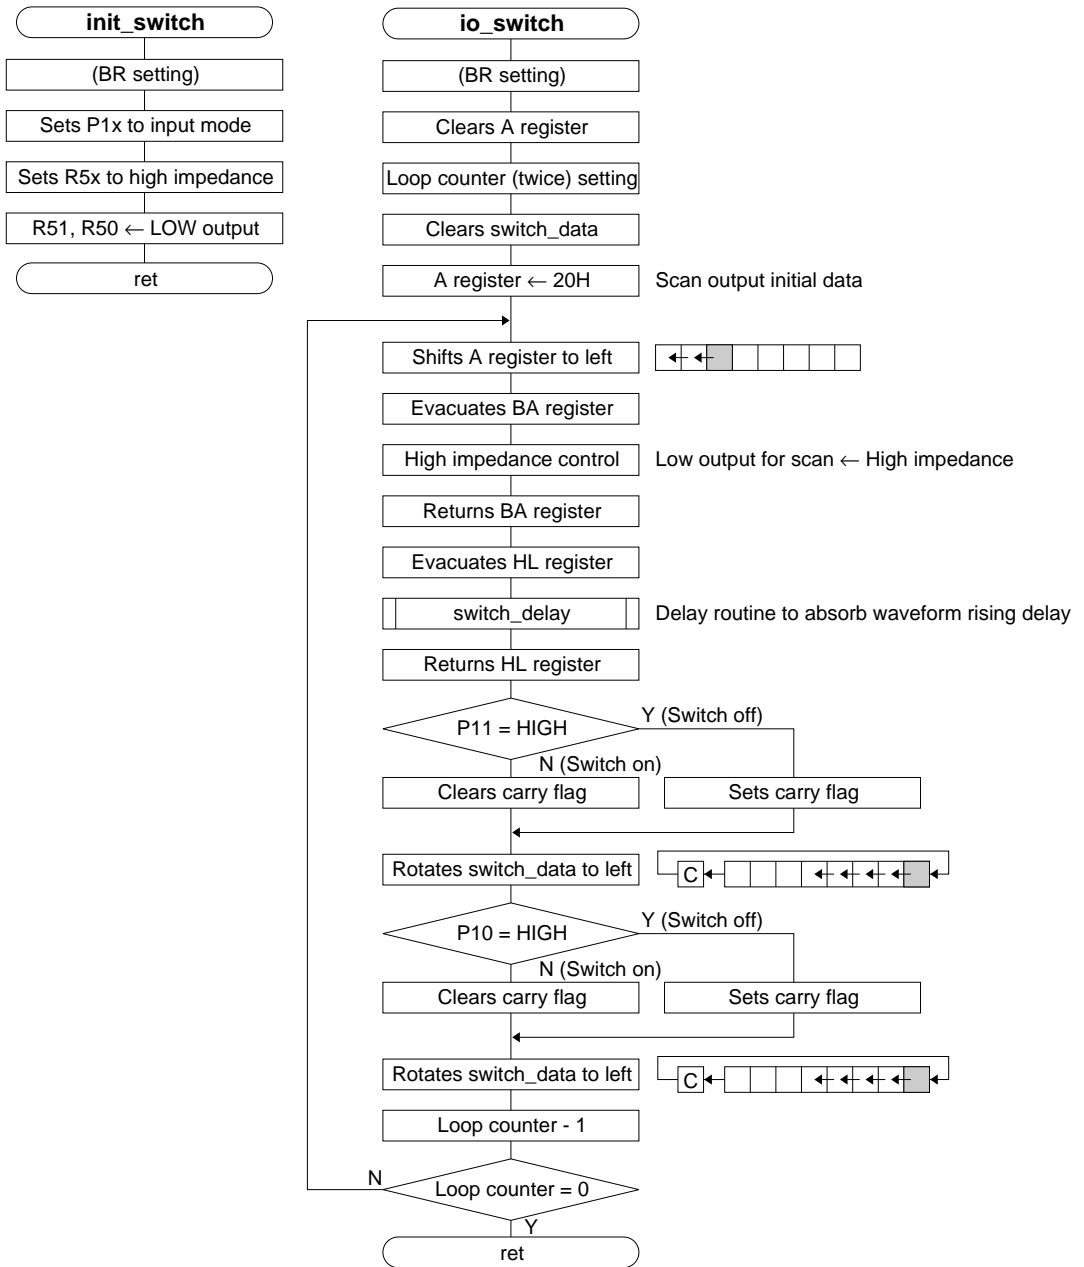 init_switch
(BR setting)
Sets P1x to input mode
Sets R5x to high impedance
R51, R50 ← LOW output
ret
io_switch
(BR setting)
Clears A register
Loop counter (twice) setting
Clears switch_data
A register ← 20H
Scan output initial data
Shifts A register to left
Evacuates BA register
High impedance control
Low output for scan ← High impedance
Returns BA register
Evacuates HL register
switch_delay
Delay routine to absorb waveform rising delay
Returns HL register
P11 = HIGH
Y (Switch off)
N (Switch on)
Clears carry flag
Sets carry flag
Rotates switch_data to left
C
P10 = HIGH
Y (Switch off)
N (Switch on)
Clears carry flag
Sets carry flag
Rotates switch_data to left
C
Loop counter - 1
N
Loop counter = 0
Y
ret